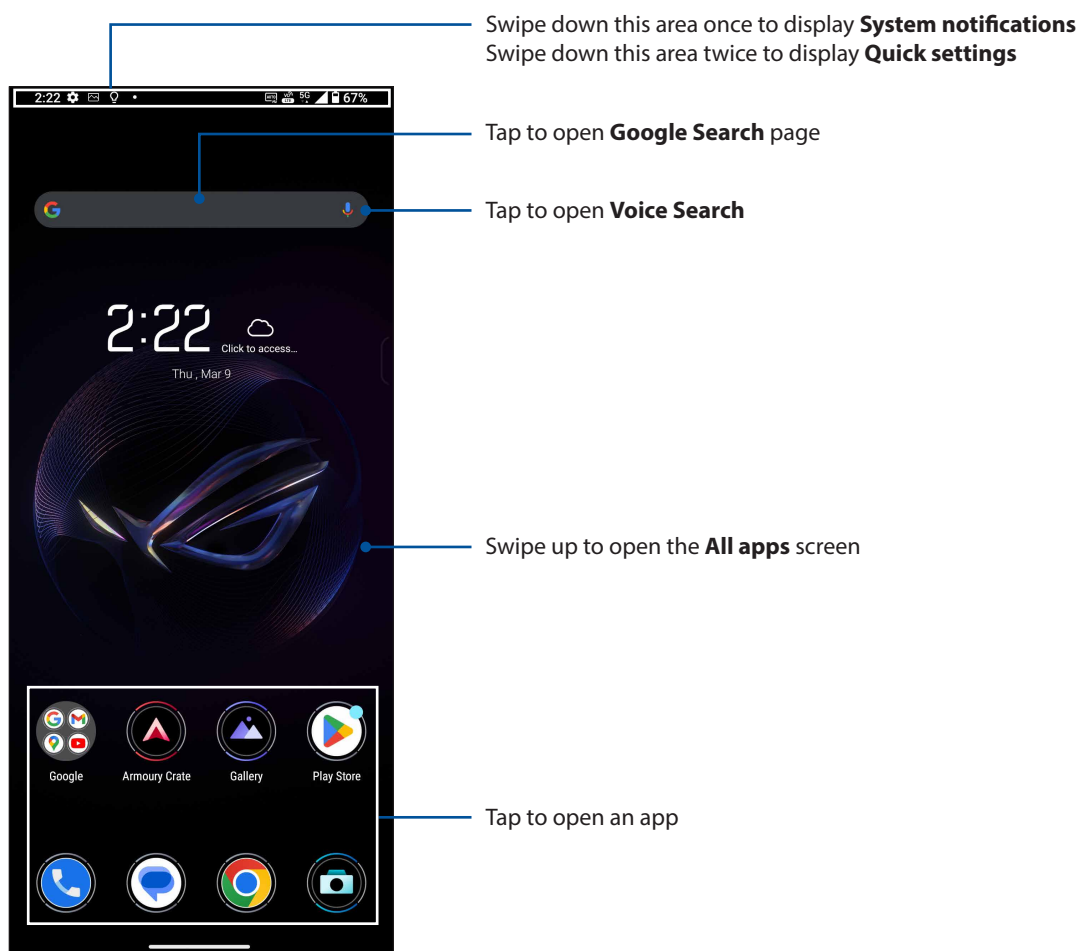 Swipe down this area once to display System notifications
Swipe down this area twice to display Quick settings
2:22
5G
67%
Tap to open Google Search page
Tap to open Voice Search
2:22
Click to access...
Thu , Mar 9
Swipe up to open the All apps screen
Google
Armoury Crate
Gallery
Play Store
Tap to open an app